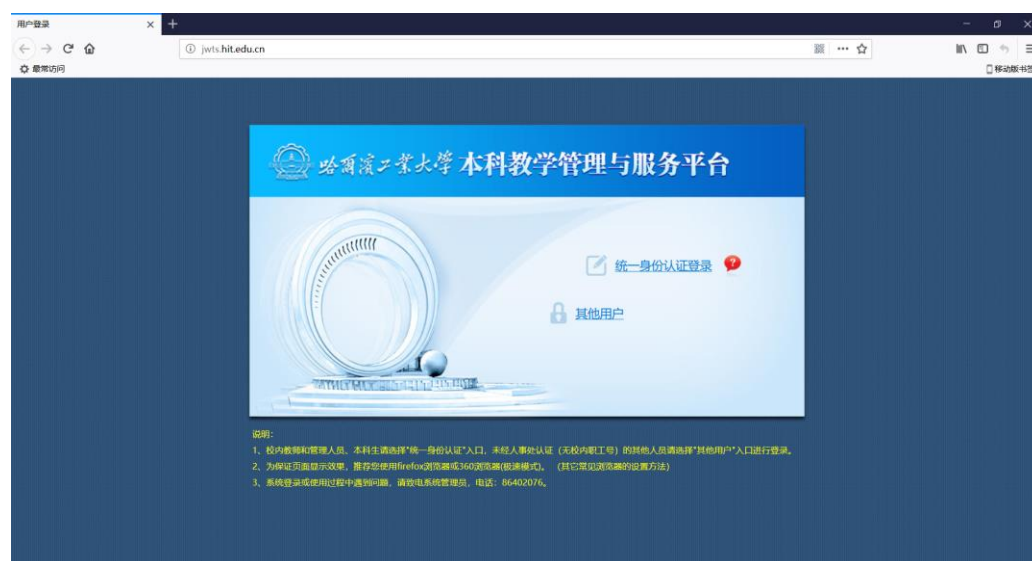 用户登录
jwts.hit.edu.cn
最常访问
移动版书签
哈爾濱工業大學 本科教学管理与服务平台
统一身份认证登录 ?
其他用户
说明:
1、校内教师和管理人员、本科生请选择"统一身份认证"入口,未经人事处认证(无校内职工号)的其他人员请选择"其他用户"入口进行登录。
2、为保证页面显示效果,推荐您使用firefox浏览器或360浏览器(极速模式)。 (其它常见浏览器的设置方法)
3、系统登录或使用过程中遇到问题,请致电系统管理员,电话:86402076。